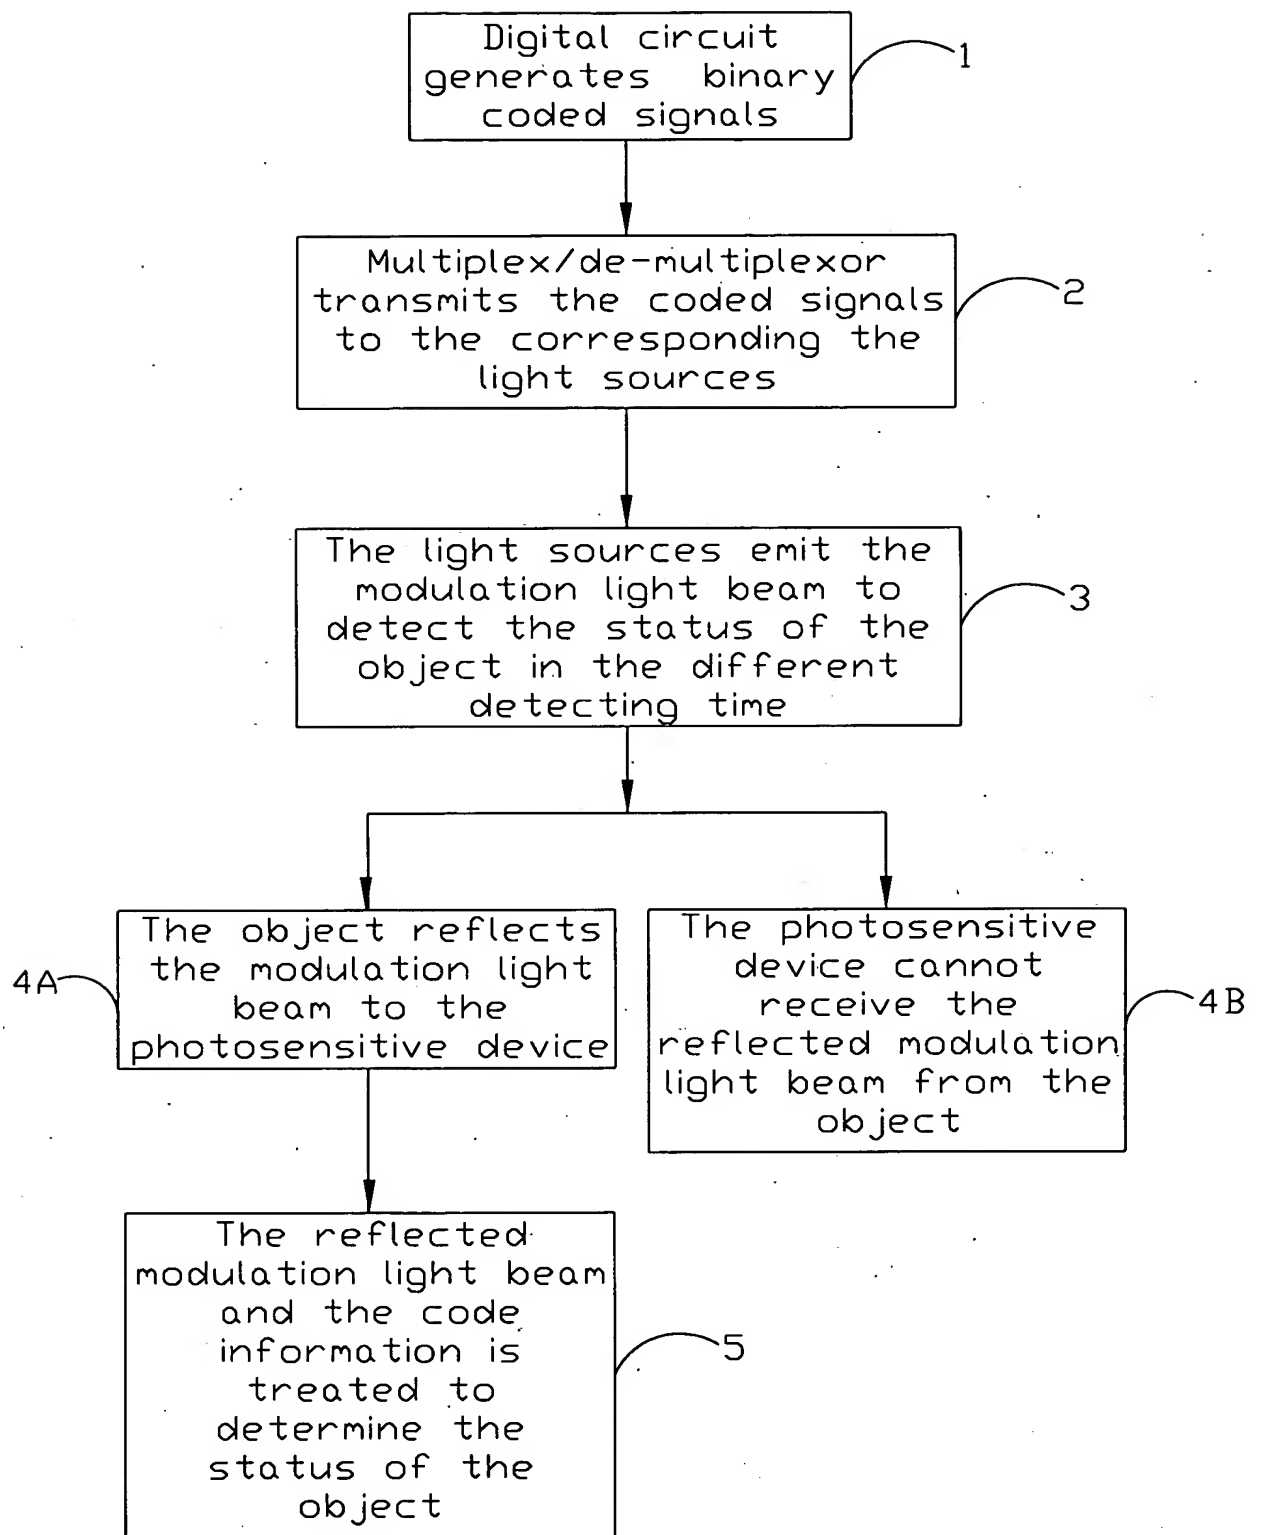 Digital circuit
generates binary
coded signals
1
Multiplex/de-multiplexor
transmits the coded signals
to the corresponding the
light sources
2
The light sources emit the
modulation light beam to
detect the status of the
object in the different
detecting time
3
The object reflects
the modulation light
beam to the
photosensitive device
4A
The photosensitive
device cannot
receive the
reflected modulation
light beam from the
object
4B
The reflected
modulation light beam
and the code
information is
treated to
determine the
status of the
object
5